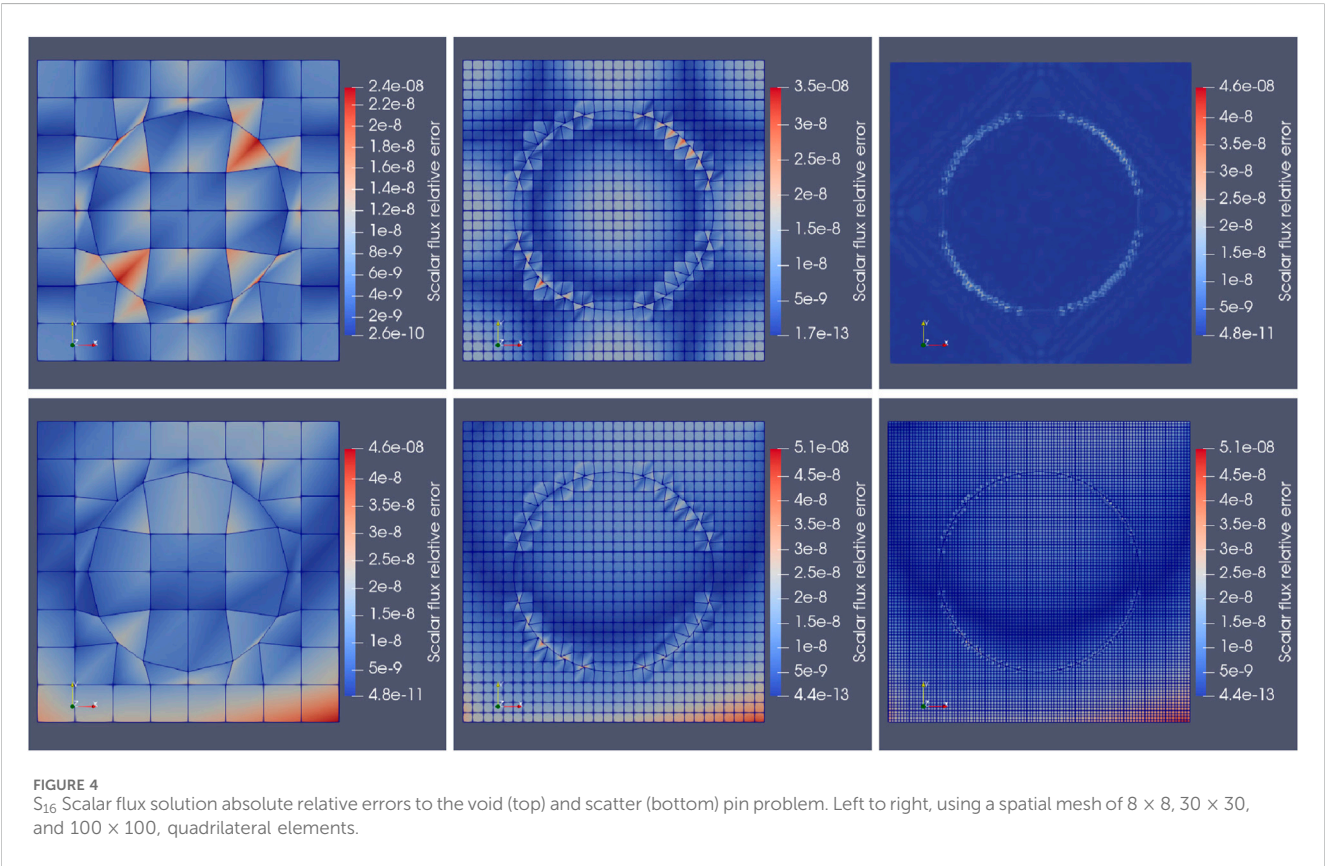 2.4e-08
2.2e-8
2e-8
1.8e-8
1.6e-8
1.4e-8
1.2e-8
1e-8
8e-9
6e-9
4e-9
2e-9
2.6e-10
Scalar flux relative error
3.5e-08
3e-8
2.5e-8
2e-8
1.5e-8
1e-8
5e-9
1.7e-13
Scalar flux relative error
4.6e-08
4e-8
3.5e-8
3e-8
2.5e-8
2e-8
1.5e-8
1e-8
5e-9
4.8e-11
Scalar flux relative error
4.6e-08
4e-8
3.5e-8
3e-8
2.5e-8
2e-8
1.5e-8
1e-8
5e-9
4.8e-11
Scalar flux relative error
5.1e-08
4.5e-8
4e-8
3.5e-8
3e-8
2.5e-8
2e-8
1.5e-8
1e-8
5e-9
4.4e-13
Scalar flux relative error
5.1e-08
4.5e-8
4e-8
3.5e-8
3e-8
2.5e-8
2e-8
1.5e-8
1e-8
5e-9
4.4e-13
Scalar flux relative error
FIGURE 4
S16 Scalar flux solution absolute relative errors to the void (top) and scatter (bottom) pin problem. Left to right, using a spatial mesh of 8 × 8, 30 × 30,
and 100 × 100, quadrilateral elements.